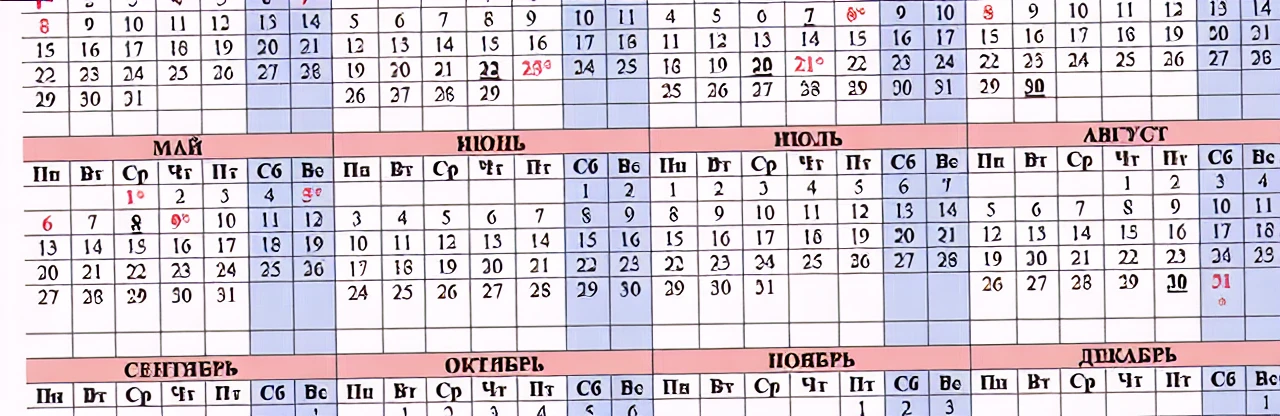 8 9 10 11 12 13 14 5 6 7 8 9 10 11 4 5 6 7 8* 9 10 8 9 10 11 12 13 14
15 16 17 18 19 20 21 12 13 14 15 16 17 18 11 12 13 14 15 16 17 15 16 17 18 19 20 21
22 23 24 25 26 27 28 19 20 21 22 23* 24 25 18 19 20 21* 22 23 24 22 23 24 25 26 27 28
29 30 31 26 27 28 29 25 26 27 28 29 30 31 29 30
МАЙ ИЮНЬ ИЮЛЬ АВГУСТ
Пн Вт Ср Чт Пт Сб Вс Пн Вт Ср Чт Пт Сб Вс Пн Вт Ср Чт Пт Сб Вс Пн Вт Ср Чт Пт Сб Вс
1* 2 3 4 5* 1 2 1 2 3 4 5 6 7 1 2 3 4
6 7 8 9* 10 11 12 3 4 5 6 7 8 9 8 9 10 11 12 13 14 5 6 7 8 9 10 11
13 14 15 16 17 18 19 10 11 12 13 14 15 16 15 16 17 18 19 20 21 12 13 14 15 16 17 18
20 21 22 23 24 25 26 17 18 19 20 21 22 23 22 23 24 25 26 27 28 19 20 21 22 23 24 25
27 28 29 30 31 24 25 26 27 28 29 30 29 30 31 26 27 28 29 30 31*
СЕНТЯБРЬ ОКТЯБРЬ НОЯБРЬ ДЕКАБРЬ
Пн Вт Ср Чт Пт Сб Вс Пн Вт Ср Чт Пт Сб Вс Пн Вт Ср Чт Пт Сб Вс Пн Вт Ср Чт Пт Сб Вс
1 1 2 3 4 5 6 1 2 3 1